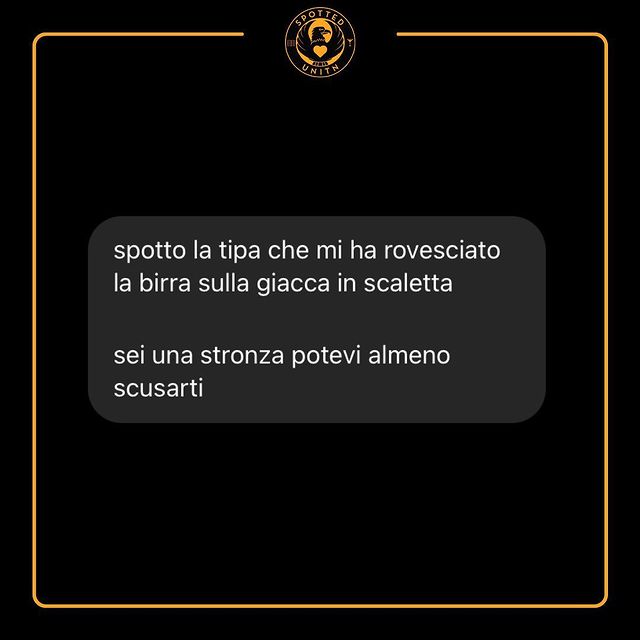 SPOTTED
UNITN
spotto la tipa che mi ha rovesciato
la birra sulla giacca in scaletta
sei una stronza potevi almeno
scusarti